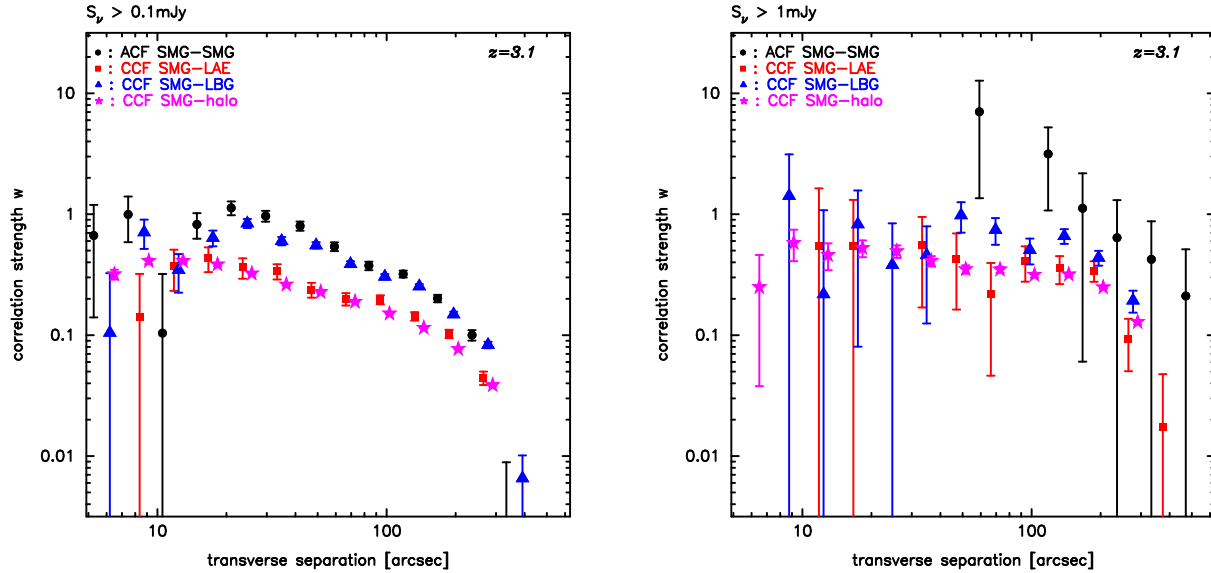 S_ν > 0.1mJy
● : ACF SMG−SMG
z=3.1
■ : CCF SMG−LAE
▲ : CCF SMG−LBG
★ : CCF SMG−halo
10
1
0.1
0.01
correlation strength w
10
100
transverse separation [arcsec]
S_ν > 1mJy
● : ACF SMG−SMG
z=3.1
■ : CCF SMG−LAE
▲ : CCF SMG−LBG
★ : CCF SMG−halo
10
1
0.1
0.01
correlation strength w
10
100
transverse separation [arcsec]